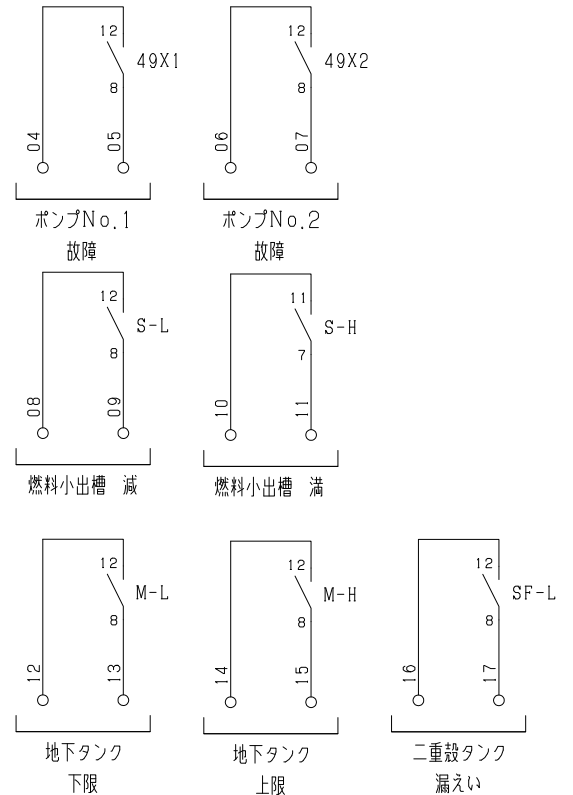 12
12
49X1
49X2
8
8
04
05
06
07
ポンプNo.1
故障
ポンプNo.2
故障
12
11
S-L
S-H
8
7
08
09
10
11
燃料小出槽 減
燃料小出槽 満
12
12
12
M-L
M-H
SF-L
8
8
8
12
13
14
15
16
17
地下タンク
下限
地下タンク
上限
二重殻タンク
漏えい